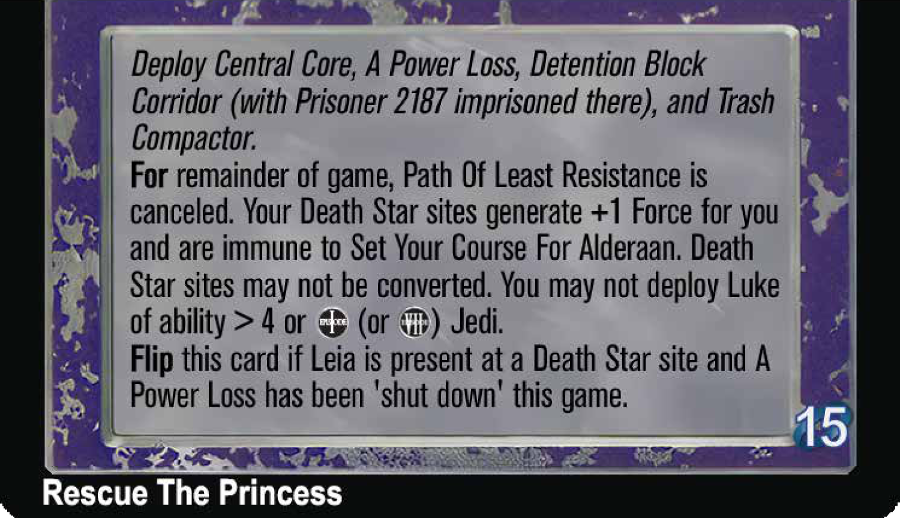 Deploy Central Core, A Power Loss, Detention Block
Corridor (with Prisoner 2187 imprisoned there), and Trash
Compactor.
For remainder of game, Path Of Least Resistance is
canceled. Your Death Star sites generate +1 Force for you
and are immune to Set Your Course For Alderaan. Death
Star sites may not be converted. You may not deploy Luke
of ability > 4 or EPISODE I (or EPISODE VII) Jedi.
Flip this card if Leia is present at a Death Star site and A
Power Loss has been 'shut down' this game.
15
Rescue The Princess